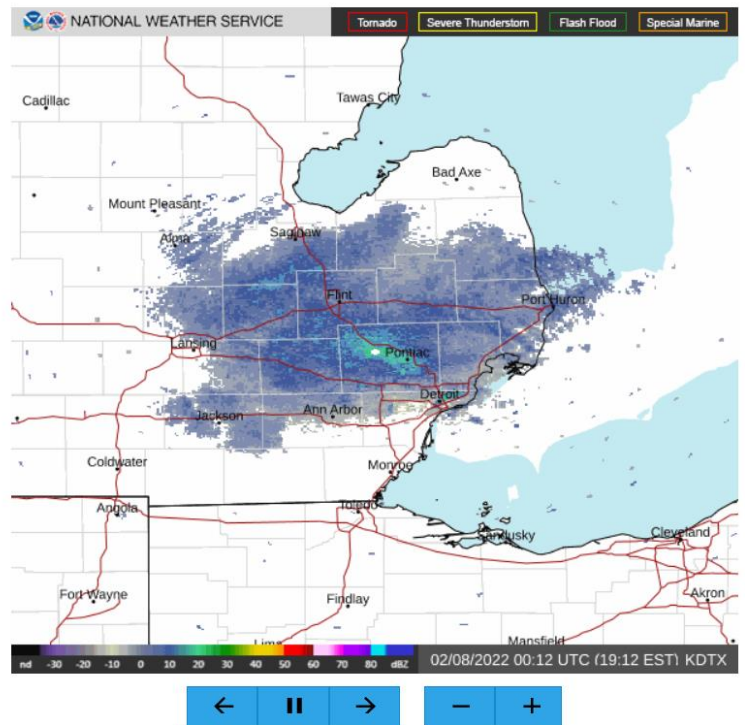 NATIONAL WEATHER SERVICE
Tornado Severe Thunderstom Flash Flood Special Marine
Cadillac
Tawas City
Bad Axe
Mount Pleasant
Alma
Saginaw
Flint
Port Huron
ansing
Pontiac
Detroit
Jackson
Ann Arbor
Coldwater
Monroe
Angola
Toledo
Sandusky
Cleveland
Fort Wayne
Findlay
Akron
Lima
Mansfield
nd -30 -20 -10 0 10 20 30 40 50 60 70 80 dBZ
02/08/2022 00:12 UTC (19:12 EST) KDTX